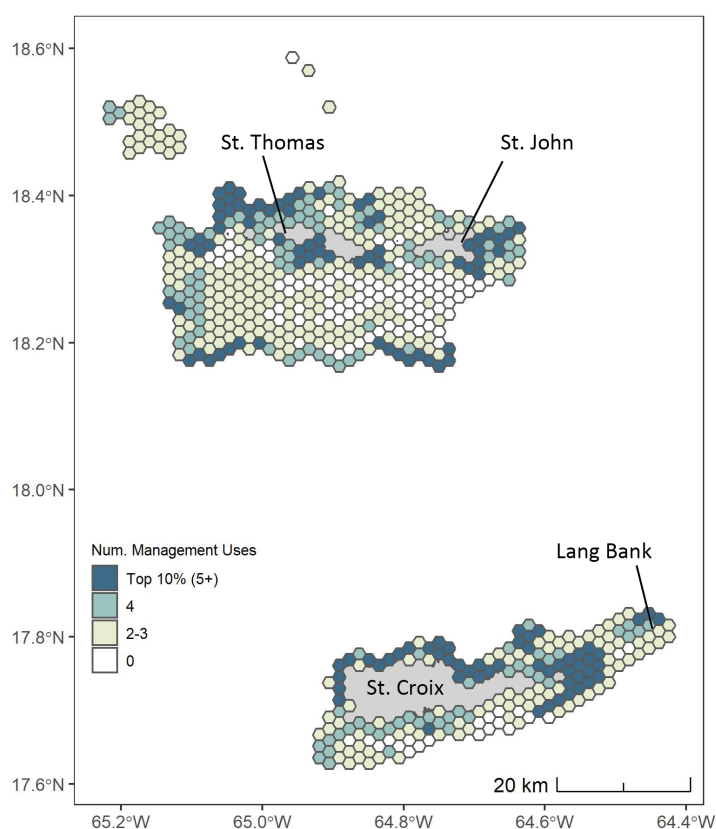 18.6°N
St. Thomas
St. John
18.4°N
18.2°N
18.0°N
Num. Management Uses
Top 10% (5+)
4
2-3
0
Lang Bank
17.8°N
St. Croix
17.6°N
20 km
65.2°W 65.0°W 64.8°W 64.6°W 64.4°W